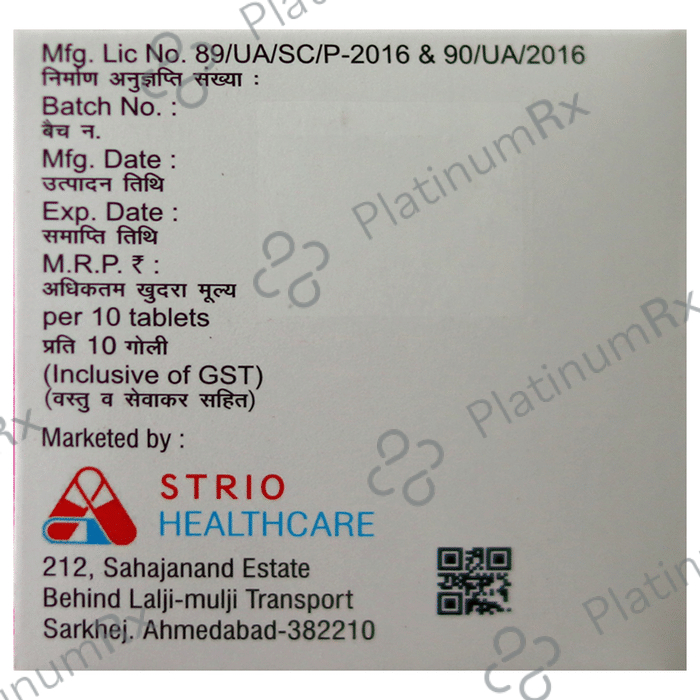 Mfg. Lic No. 89/UA/SC/P-2016 & 90/UA/2016
निर्माण अनुज्ञप्ति संख्या :
Batch No. :
बैच न.
Mfg. Date :
उत्पादन तिथि
Exp. Date :
समाप्ति तिथि
M.R.P. ₹ :
अधिकतम खुदरा मूल्य
per 10 tablets
प्रति 10 गोली
(Inclusive of GST)
(वस्तु व सेवाकर सहित)
Marketed by :
STRIO
HEALTHCARE
212, Sahajanand Estate
Behind Lalji-mulji Transport
Sarkhej. Ahmedabad-382210
PlatinumRx
PlatinumRx
PlatinumRx
PlatinumRx
Rx